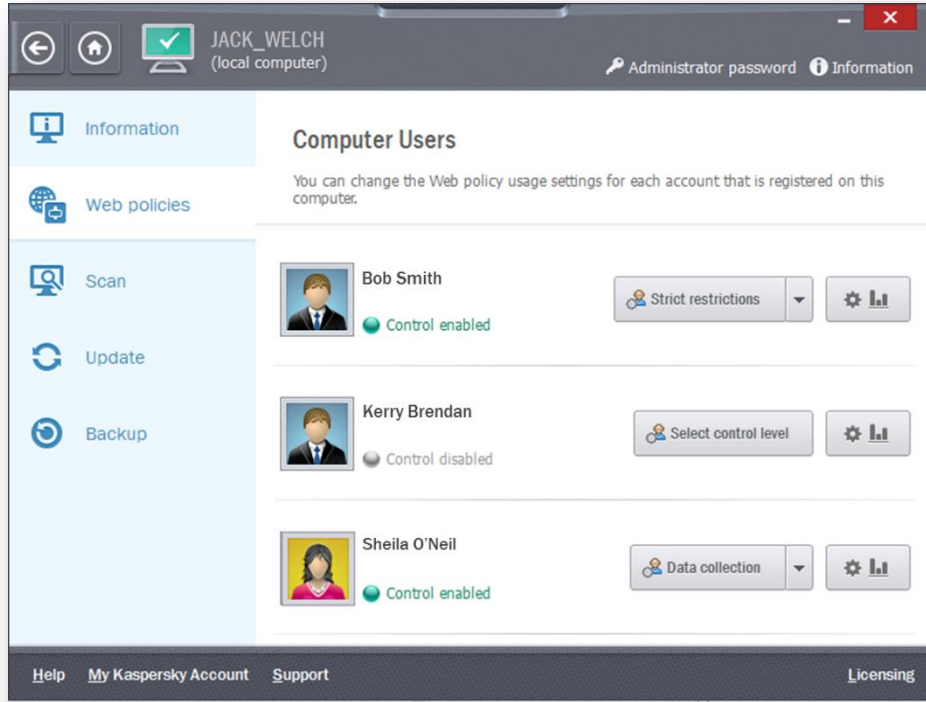 JACK_WELCH
(local computer)
Administrator password
Information
Information
Web policies
Scan
Update
Backup
Computer Users
You can change the Web policy usage settings for each account that is registered on this
computer.
Bob Smith
Control enabled
Strict restrictions
Kerry Brendan
Control disabled
Select control level
Sheila O'Neil
Control enabled
Data collection
Help
My Kaspersky Account
Support
Licensing